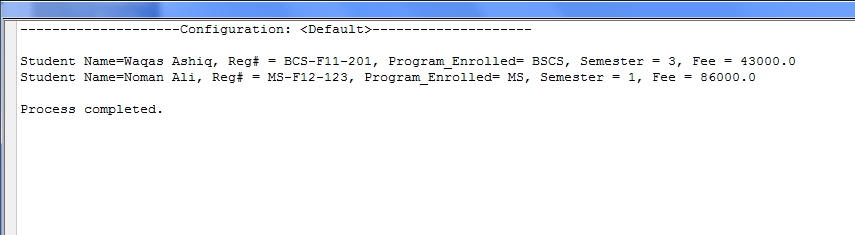 --------------------Configuration: <Default>--------------------
Student Name=Waqas Ashiq, Reg# = BCS-F11-201, Program_Enrolled= BSCS, Semester = 3, Fee = 43000.0
Student Name=Noman Ali, Reg# = MS-F12-123, Program_Enrolled= MS, Semester = 1, Fee = 86000.0
Process completed.